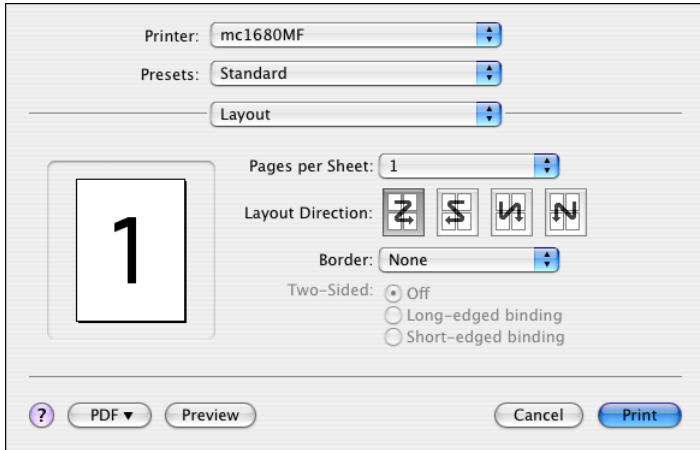 Printer: mc1680MF
Presets: Standard
Layout
Pages per Sheet: 1
1
Layout Direction:
Border: None
Two-Sided: Off
Long-edged binding
Short-edged binding
? PDF▼ Preview Cancel Print